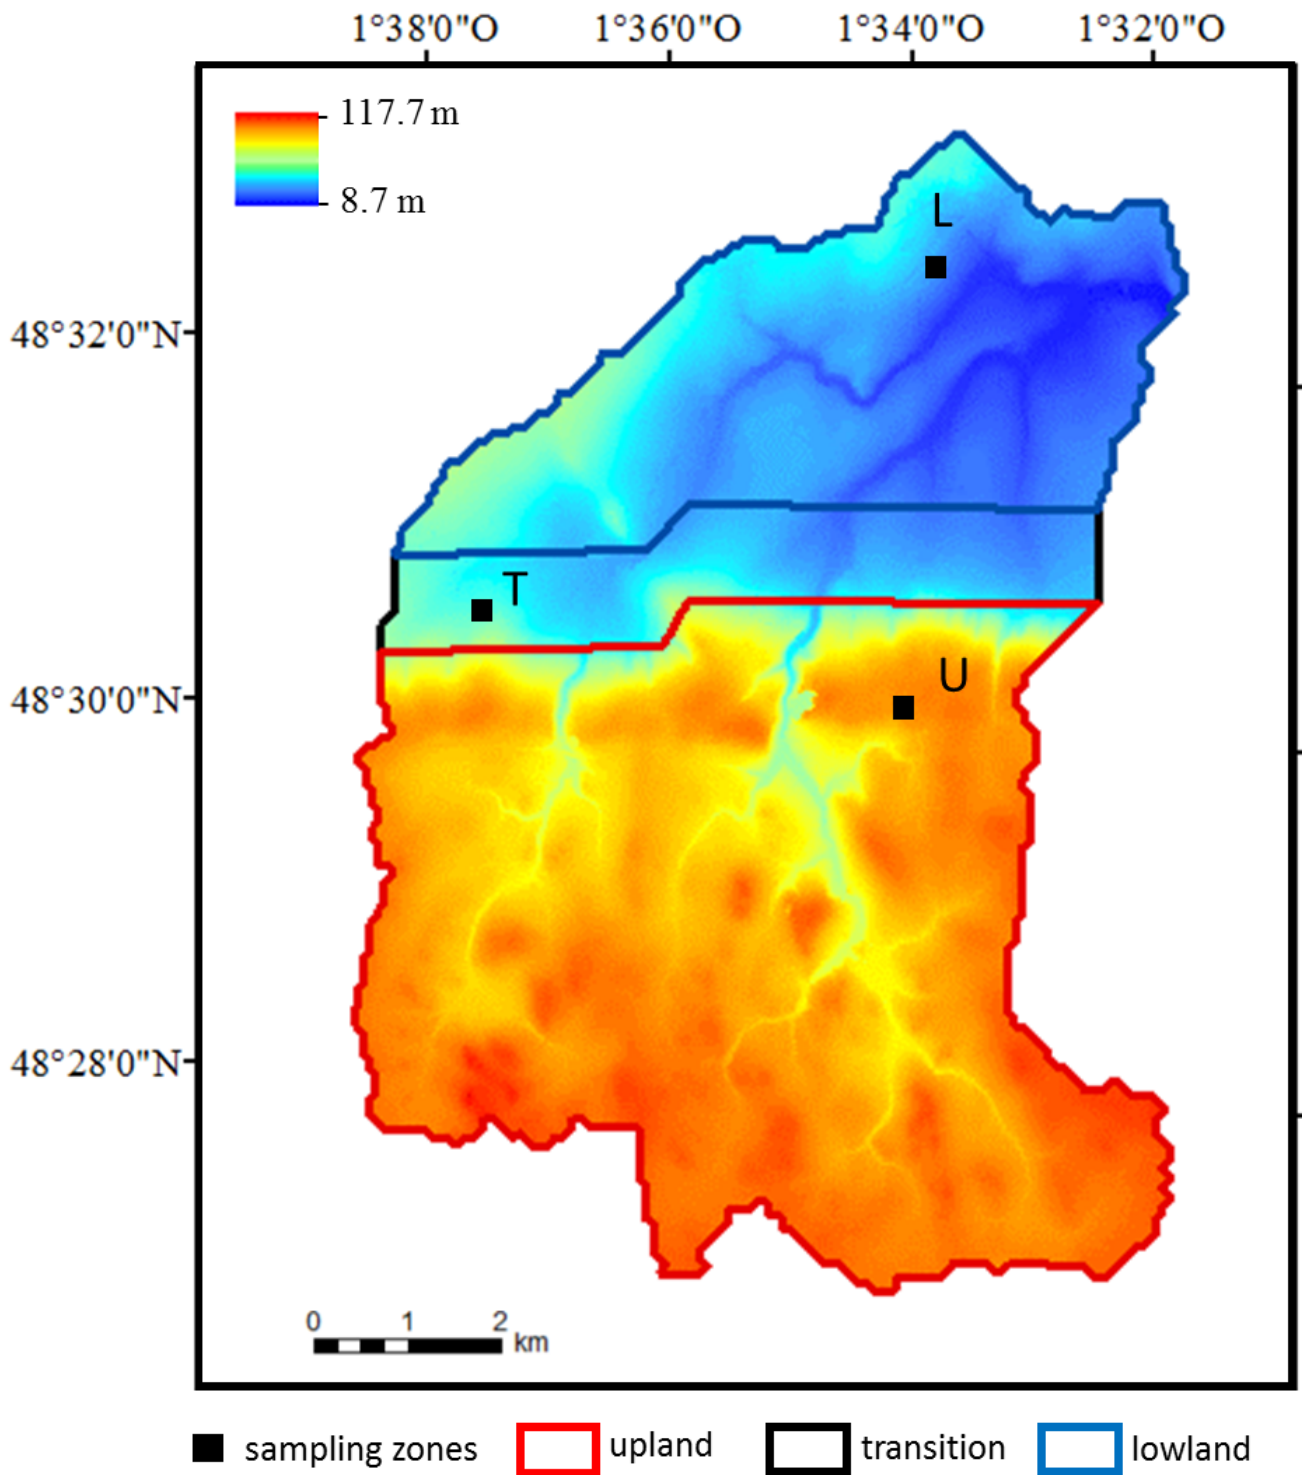 1°38'0"O 1°36'0"O 1°34'0"O 1°32'0"O
117.7 m
8.7 m
L
48°32'0"N
T
U
48°30'0"N
48°28'0"N
0 1 2
km
sampling zones upland transition lowland